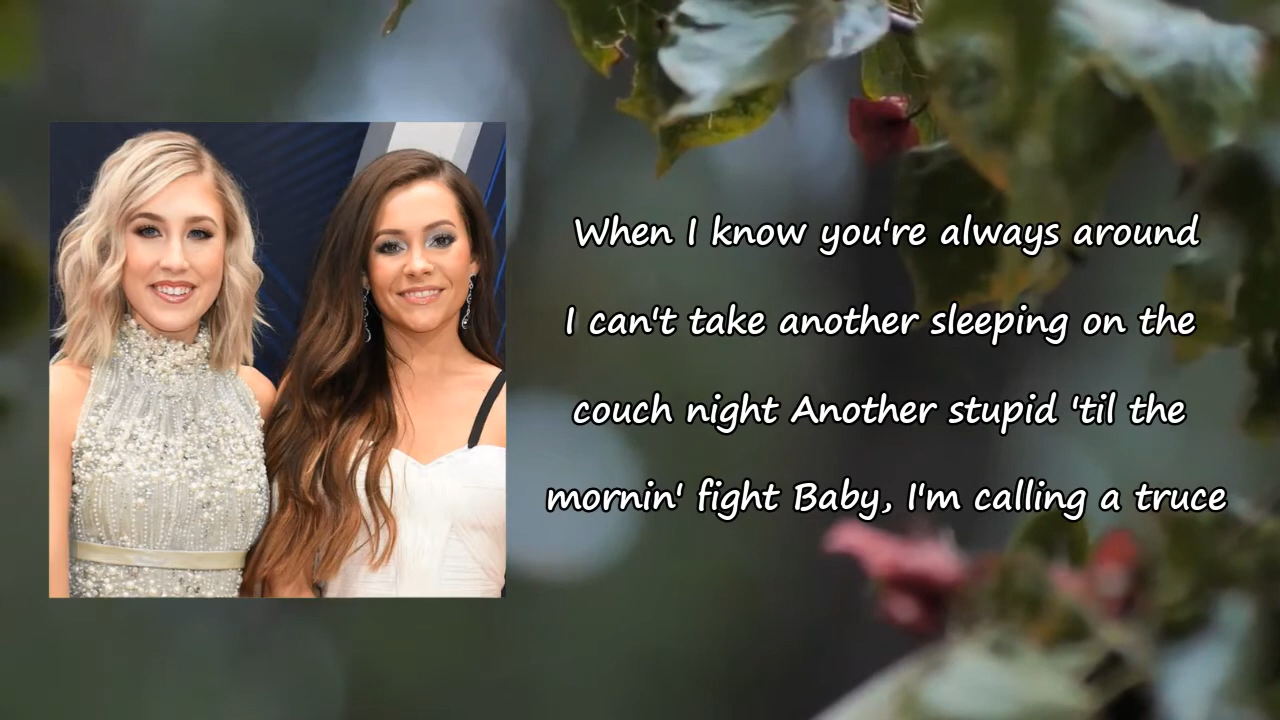 When I know you're always around
I can't take another sleeping on the
couch night Another stupid 'til the
mornin' fight Baby, I'm calling a truce